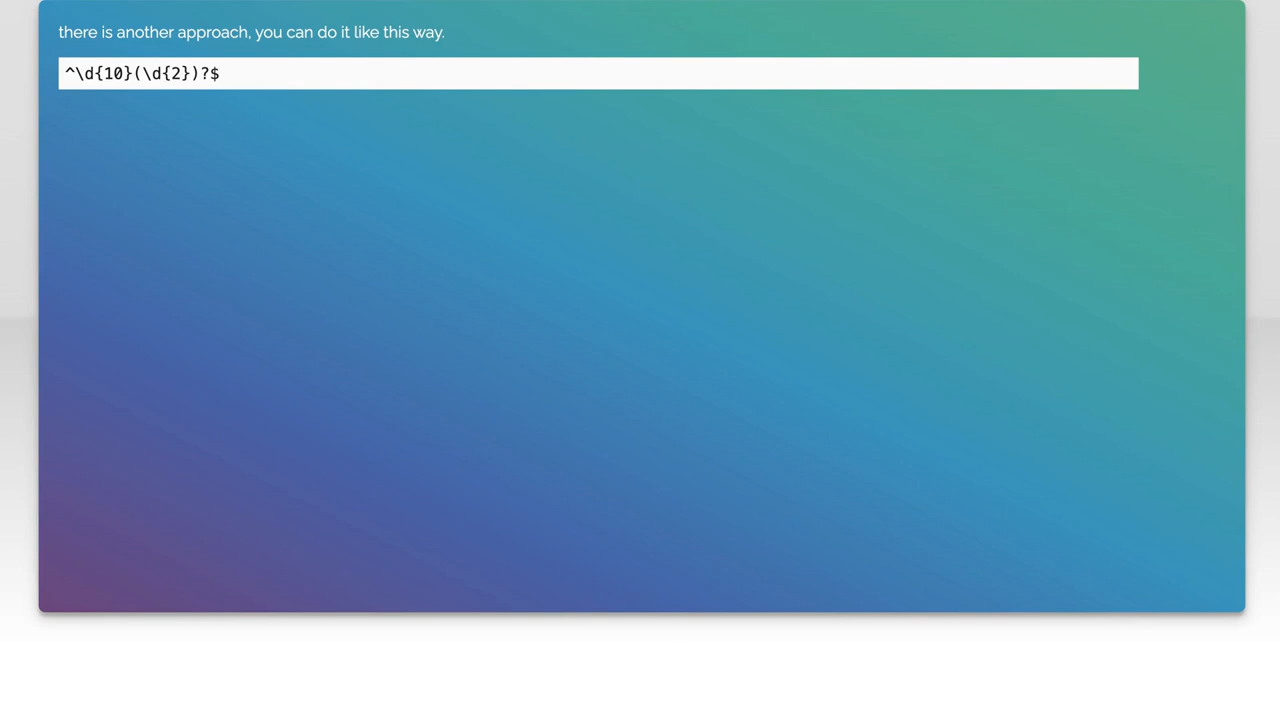 there is another approach, you can do it like this way.
^\d{10}(\d{2})?$